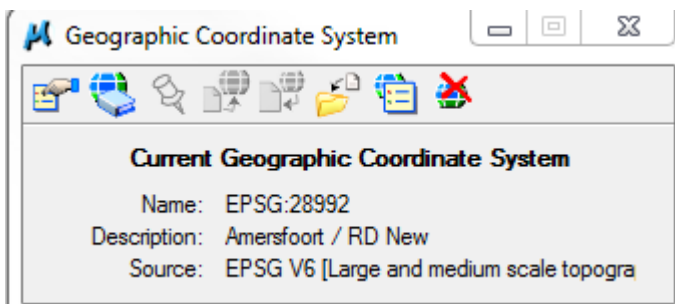 Geographic Coordinate System
Current Geographic Coordinate System
Name: EPSG:28992
Description: Amersfoort / RD New
Source: EPSG V6 [Large and medium scale topogra